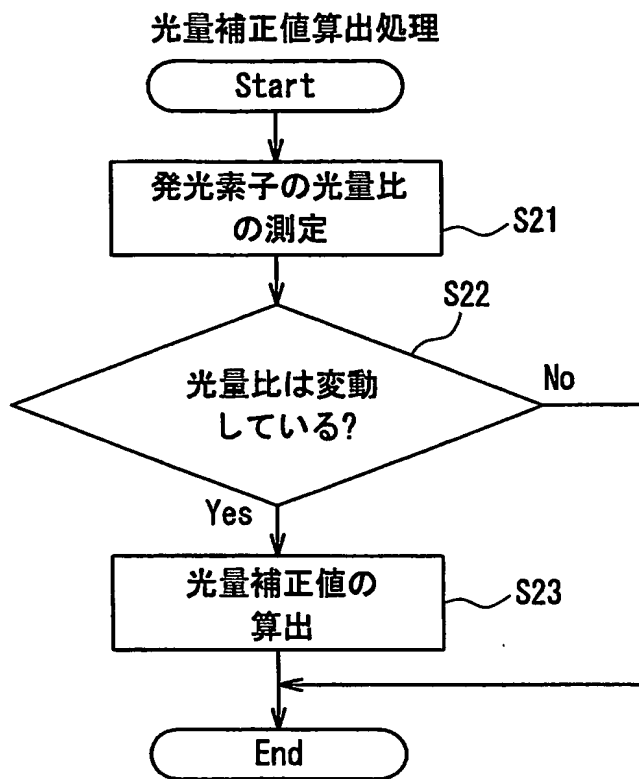 光量補正値算出処理
Start
発光素子の光量比
の測定
S21
S22
光量比は変動
している?
No
Yes
光量補正値の
算出
S23
End